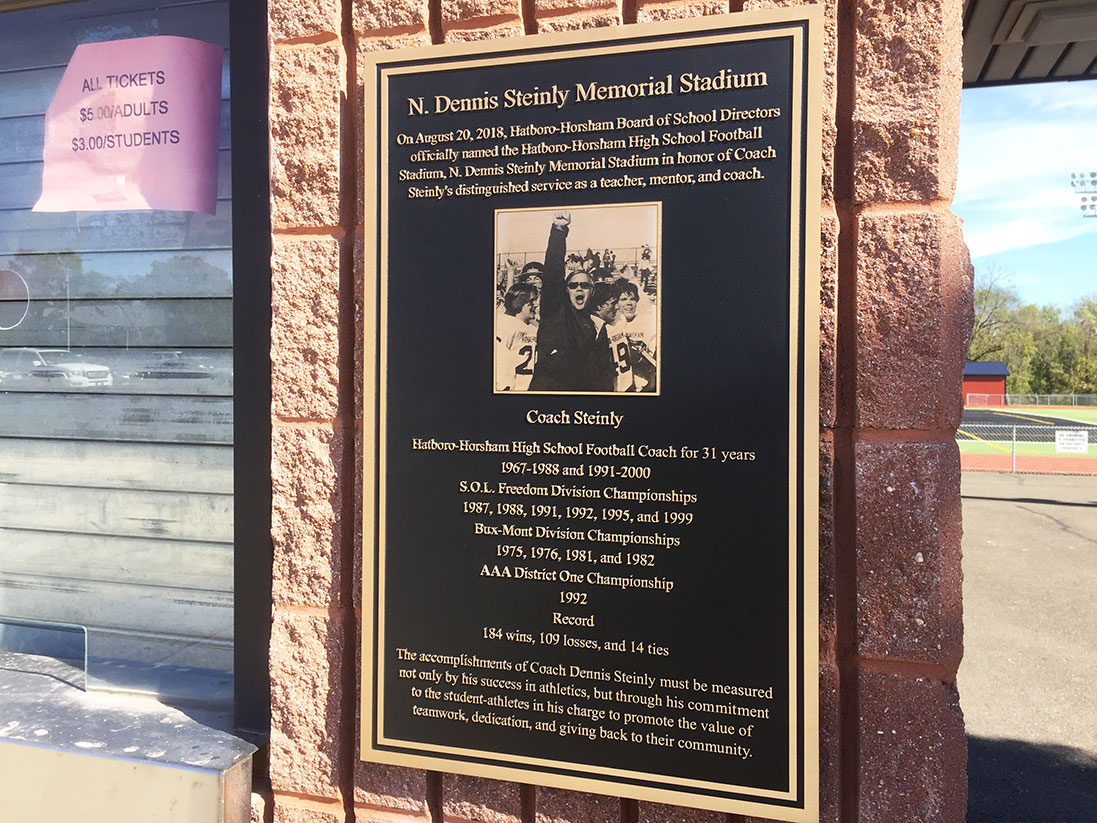 ALL TICKETS
$5.00/ADULTS
$3.00/STUDENTS
N. Dennis Steinly Memorial Stadium
On August 20, 2018, Hatboro-Horsham Board of School Directors
officially named the Hatboro-Horsham High School Football
Stadium, N. Dennis Steinly Memorial Stadium in honor of Coach
Steinly's distinguished service as a teacher, mentor, and coach.
2
19
Coach Steinly
Hatboro-Horsham High School Football Coach for 31 years
1967-1988 and 1991-2000
S.O.L. Freedom Division Championships
1987, 1988, 1991, 1992, 1995, and 1999
Bux-Mont Division Championships
1975, 1976, 1981, and 1982
AAA District One Championship
1992
Record
184 wins, 109 losses, and 14 ties
The accomplishments of Coach Dennis Steinly must be measured
not only by his success in athletics, but through his commitment
to the student-athletes in his charge to promote the value of
teamwork, dedication, and giving back to their community.